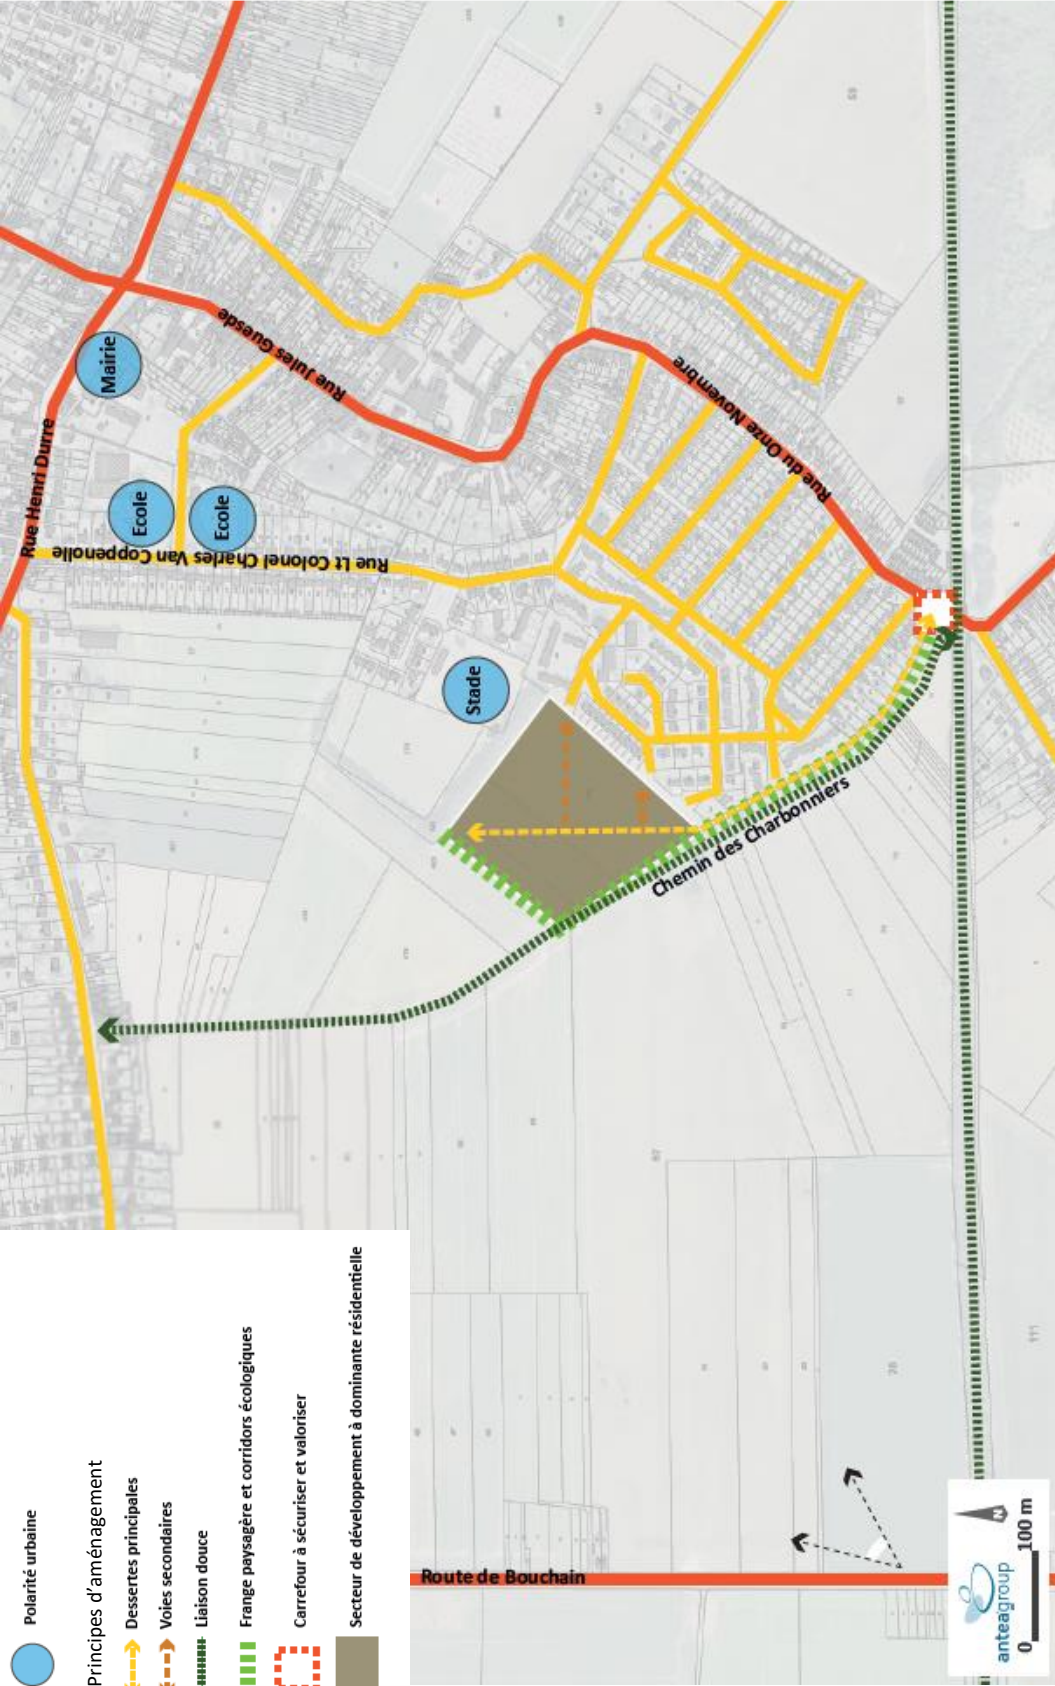 Rue Henri Durre
Mairie
Ecole
Ecole
Rue Lt Colonel Charles Van Coppenolle
Rue Jules Guesde
Stade
Rue du Onze Novembre
Chemin des Charbonniers
Route de Bouchain
Polarité urbaine
Principes d'aménagement
Dessertes principales
Voies secondaires
Liaison douce
Frange paysagère et corridors écologiques
Carrefour à sécuriser et valoriser
Secteur de développement à dominante résidentielle
anteagroup
N
0 100 m